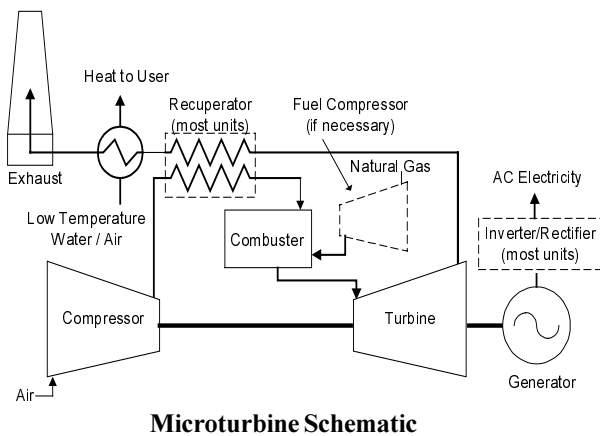 Heat to User
Recuperator
(most units)
Fuel Compressor
(if necessary)
Natural Gas
AC Electricity
Exhaust
Low Temperature
Water / Air
Combuster
Inverter/Rectifier
(most units)
Compressor
Turbine
Air
Generator
Microturbine Schematic